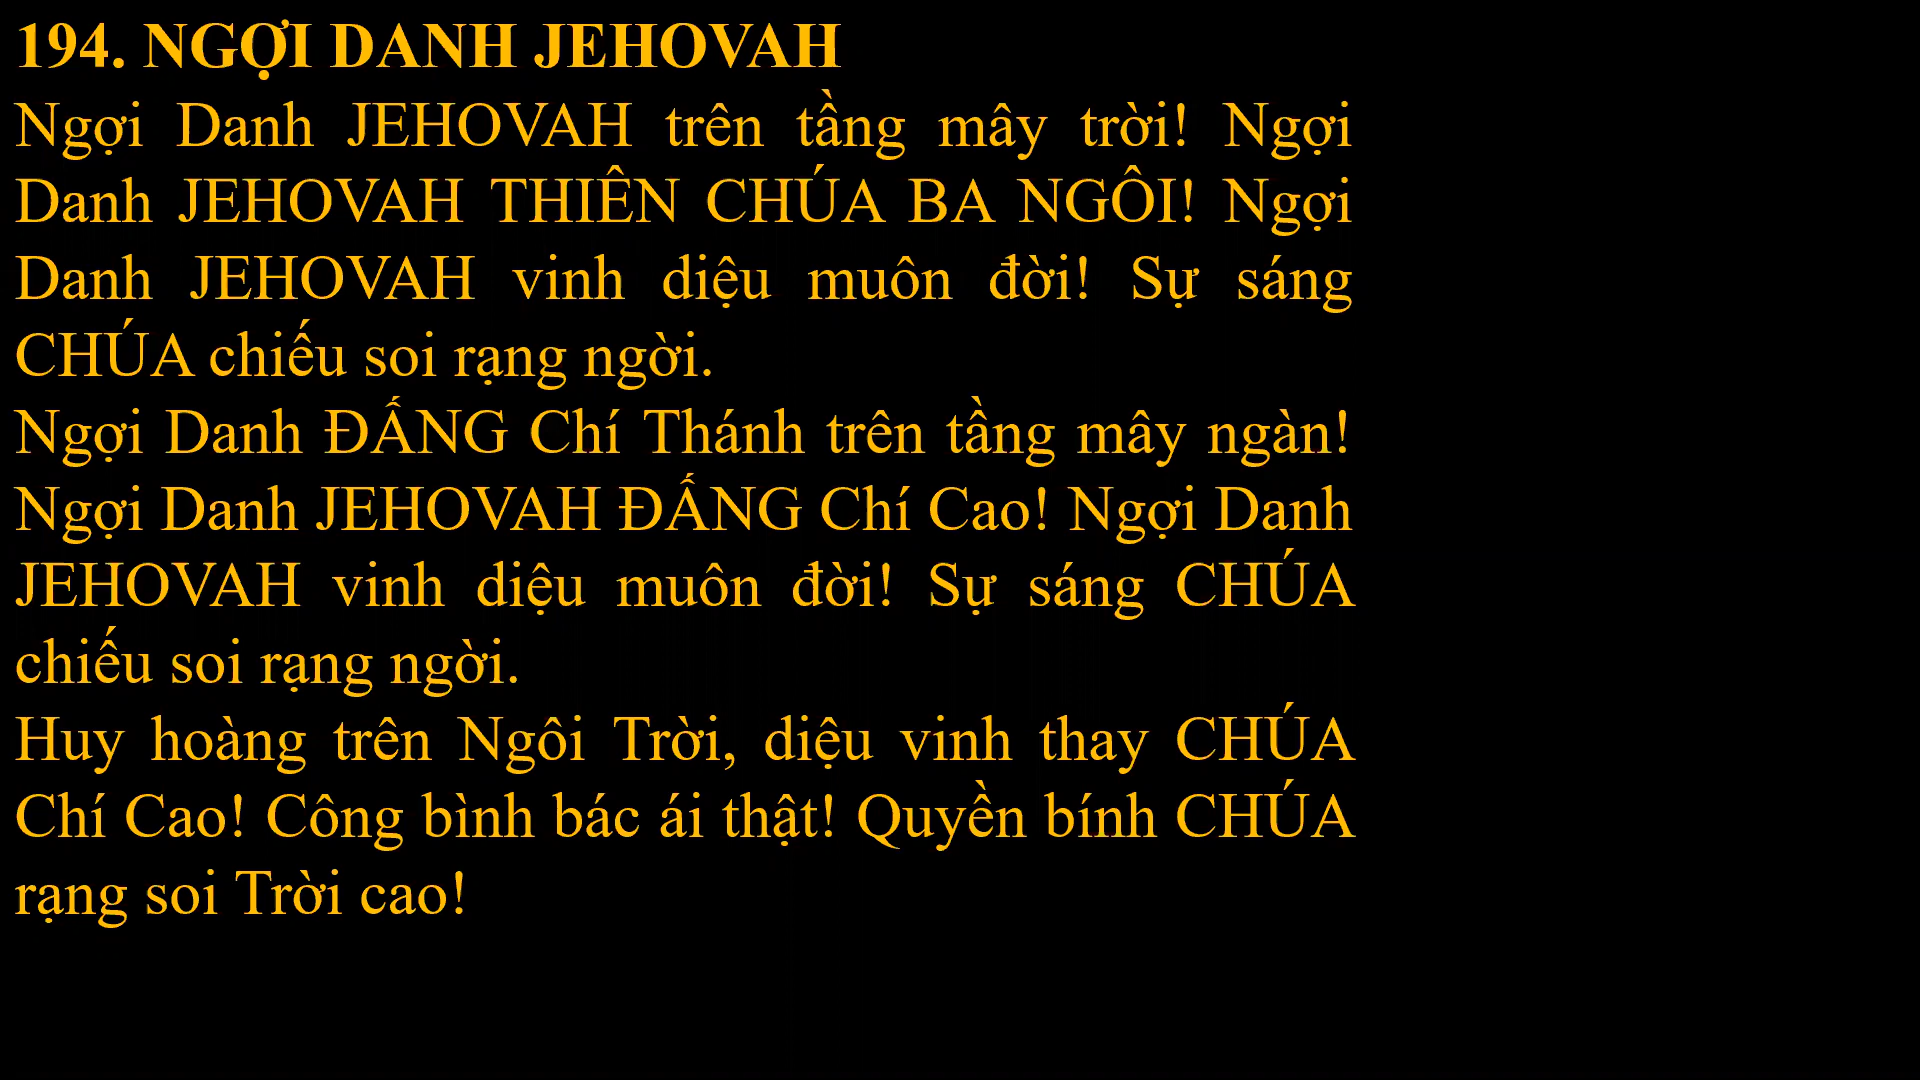 194. NGỢI DANH JEHOVAH
Ngợi Danh JEHOVAH trên tầng mây trời! Ngợi
Danh JEHOVAH THIÊN CHÚA BA NGÔI! Ngợi
Danh JEHOVAH vinh diệu muôn đời! Sự sáng
CHÚA chiếu soi rạng ngời.
Ngợi Danh ĐẤNG Chí Thánh trên tầng mây ngàn!
Ngợi Danh JEHOVAH ĐẤNG Chí Cao! Ngợi Danh
JEHOVAH vinh diệu muôn đời! Sự sáng CHÚA
chiếu soi rạng ngời.
Huy hoàng trên Ngôi Trời, diệu vinh thay CHÚA
Chí Cao! Công bình bác ái thật! Quyền bính CHÚA
rạng soi Trời cao!